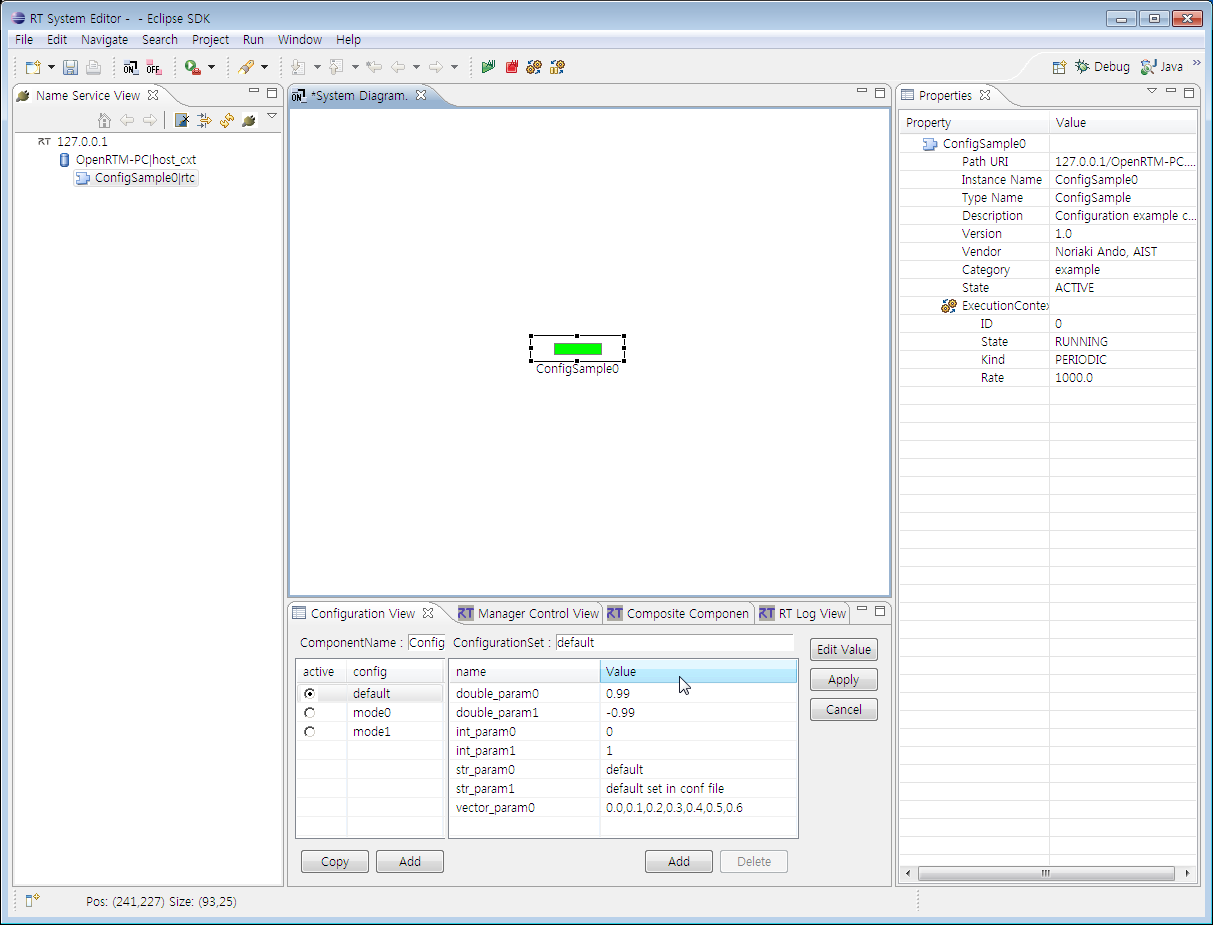 RT System Editor - - Eclipse SDK
File Edit Navigate Search Project Run Window Help
ON OFF
Debug Java »
Name Service View
RT 127.0.0.1
OpenRTM-PC|host_cxt
ConfigSample0|rtc
ON *System Diagram.
ConfigSample0
Properties
Property Value
ConfigSample0
Path URI 127.0.0.1/OpenRTM-PC....
Instance Name ConfigSample0
Type Name ConfigSample
Description Configuration example c...
Version 1.0
Vendor Noriaki Ando, AIST
Category example
State ACTIVE
ExecutionContex
ID 0
State RUNNING
Kind PERIODIC
Rate 1000.0
Configuration View RT Manager Control View RT Composite Componen RT RT Log View
ComponentName : Config ConfigurationSet : default
Edit Value
Apply
Cancel
active config
default
mode0
mode1
name Value
double_param0 0.99
double_param1 -0.99
int_param0 0
int_param1 1
str_param0 default
str_param1 default set in conf file
vector_param0 0.0,0.1,0.2,0.3,0.4,0.5,0.6
Copy Add Add Delete
Pos: (241,227) Size: (93,25)